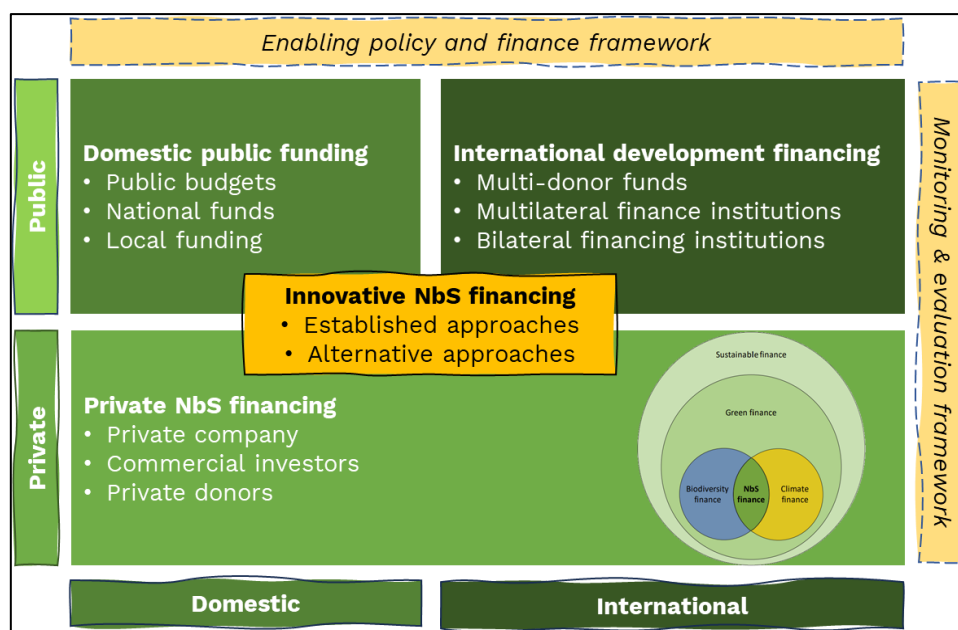 Enabling policy and finance framework
Public
Domestic public funding
• Public budgets
• National funds
• Local funding
International development financing
• Multi-donor funds
• Multilateral finance institutions
• Bilateral financing institutions
Monitoring & evaluation framework
Innovative NbS financing
• Established approaches
• Alternative approaches
Private
Private NbS financing
• Private company
• Commercial investors
• Private donors
Sustainable finance
Green finance
Biodiversity
finance
NbS
finance
Climate
finance
Domestic
International